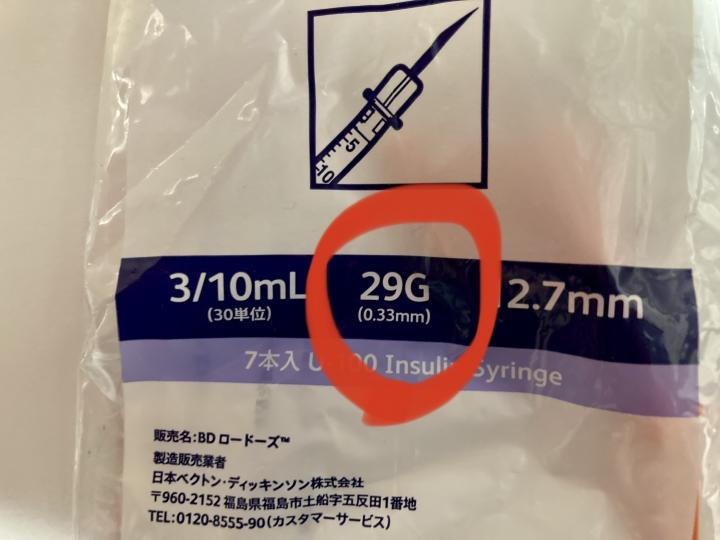 5
10
3/10mL 29G 12.7mm
(30単位) (0.33mm)
7本入 U-100 Insulin Syringe
販売名:BD ロードーズ™
製造販売業者
日本ベクトン・ディッキンソン株式会社
〒960-2152 福島県福島市土船字五反田1番地
TEL:0120-8555-90(カスタマーサービス)